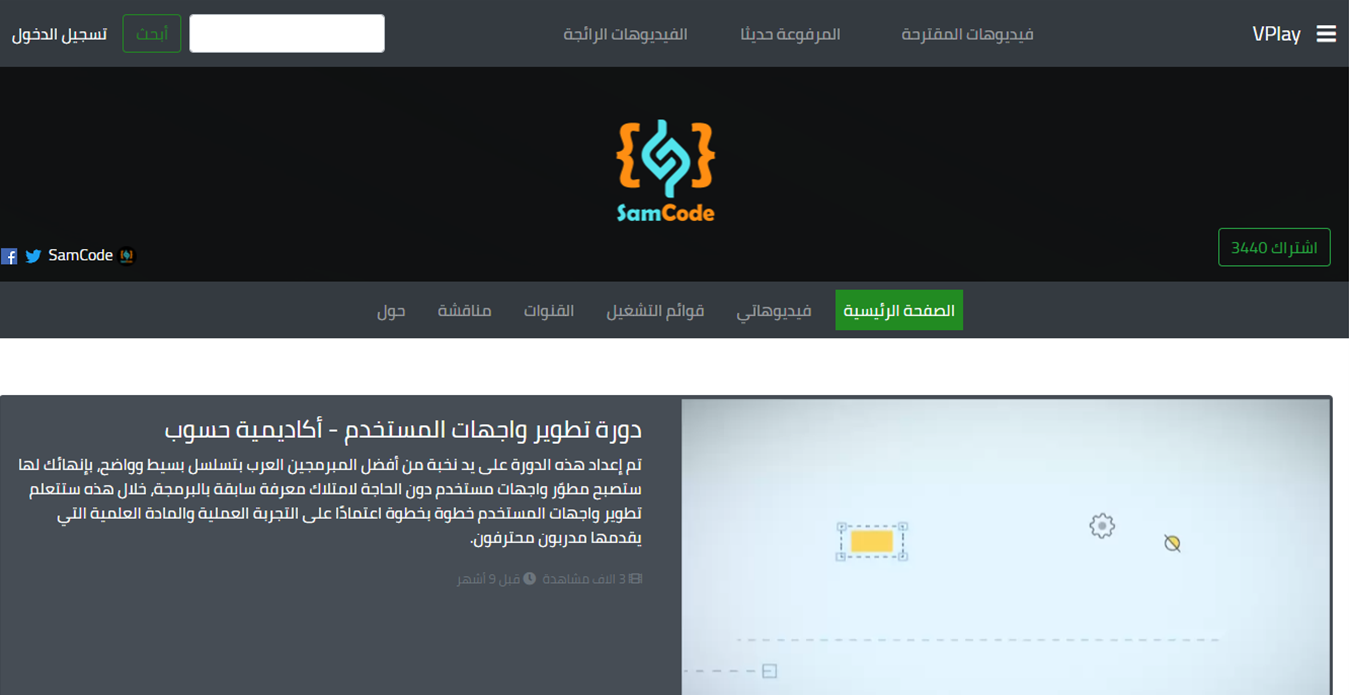 VPlay
فيديوهات المقترحة
المرفوعة حديثا
الفيديوهات الرائجة
أبحث
تسجيل الدخول
SamCode
اشتراك 3440
SamCode
الصفحة الرئيسية
فيديوهاتي
قوائم التشغيل
القنوات
مناقشة
حول
دورة تطوير واجهات المستخدم - أكاديمية حسوب
تم إعداد هذه الدورة على يد نخبة من أفضل المبرمجين العرب بتسلسل بسيط وواضح، بإنهائك لها
ستصبح مطوّر واجهات مستخدم دون الحاجة لامتلاك معرفة سابقة بالبرمجة، خلال هذه ستتعلم
تطوير واجهات المستخدم خطوة بخطوة اعتمادًا على التجربة العملية والمادة العلمية التي
يقدمها مدربون محترفون.
3 الاف مشاهدة قبل 9 أشهر